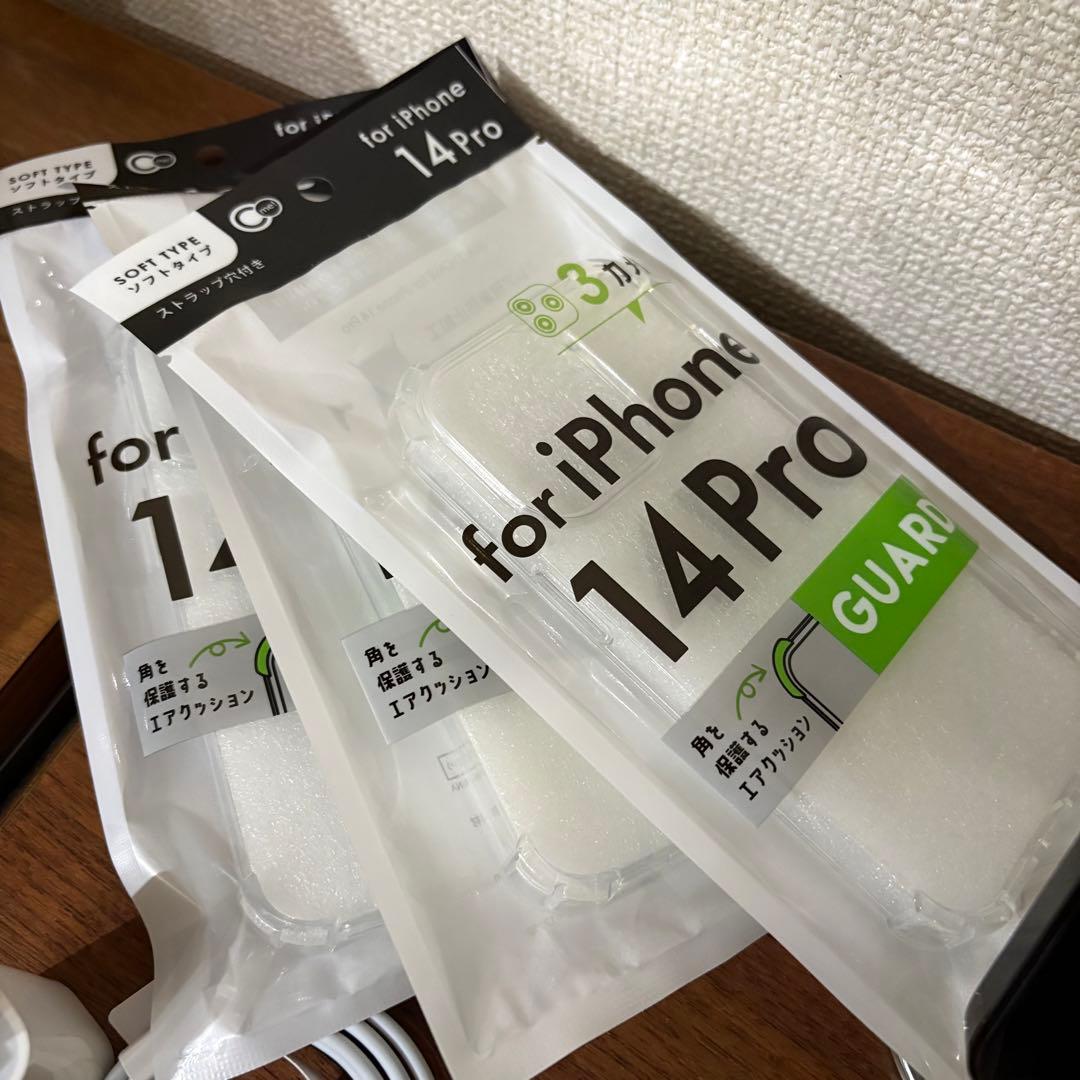 for iPhone
14 Pro
SOFT TYPE
ソフトタイプ
ストラップ穴付き
3カメ
for iPhone
14Pro
GUARD
角を
保護する
エアクッション
for
SOFT TYPE
ソフトタイプ
ストラップ
for
角を
保護する
エアクッション
角を
保護する
エアクッション